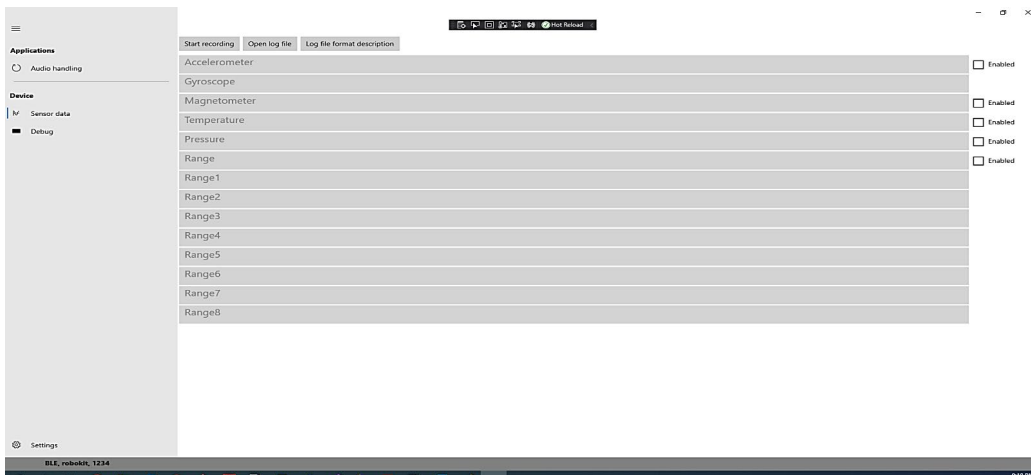 Hot Reload
Start recording Open log file Log file format description
Applications
Audio handling
Device
Sensor data
Debug
Accelerometer Enabled
Gyroscope
Magnetometer Enabled
Temperature Enabled
Pressure Enabled
Range Enabled
Range1
Range2
Range3
Range4
Range5
Range6
Range7
Range8
Settings
BLE, robokit, 1234